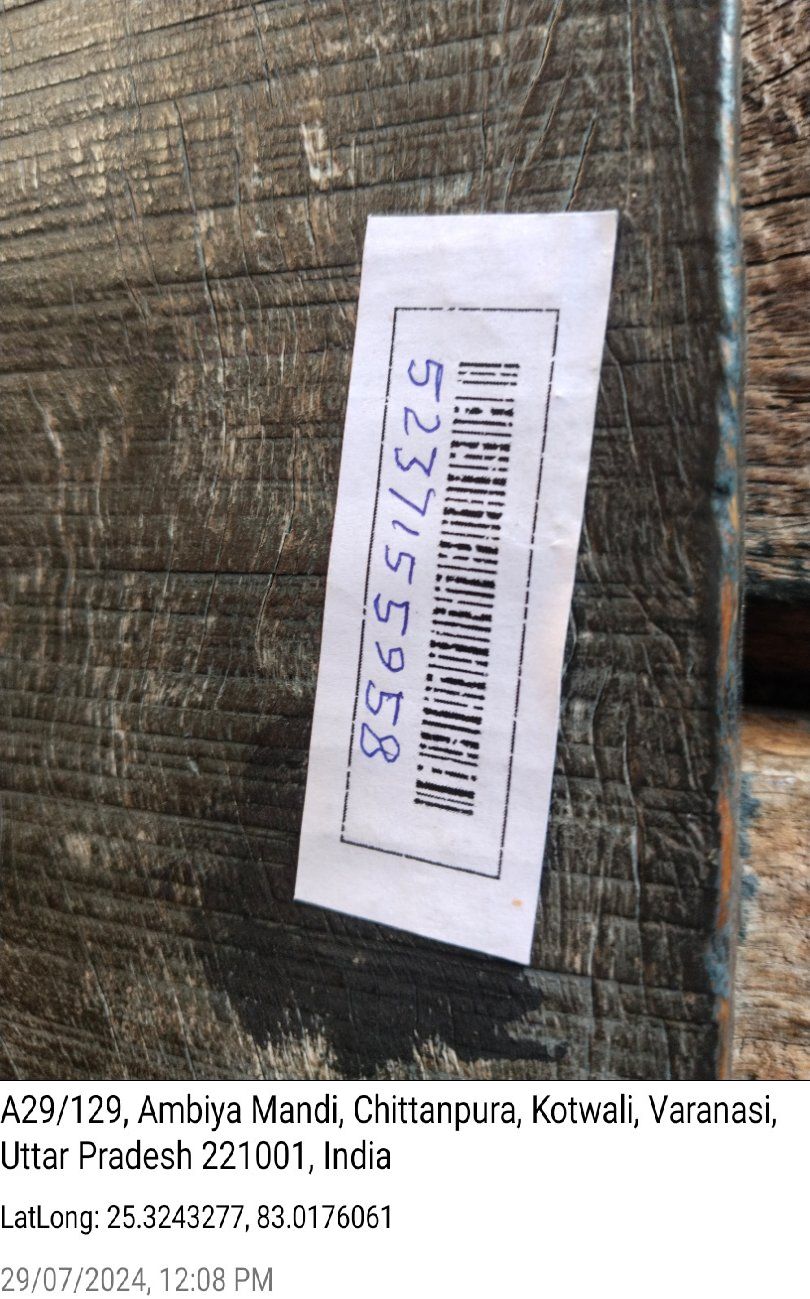 5237155958
A29/129, Ambiya Mandi, Chittanpura, Kotwali, Varanasi,
Uttar Pradesh 221001, India
LatLong: 25.3243277, 83.0176061
29/07/2024, 12:08 PM